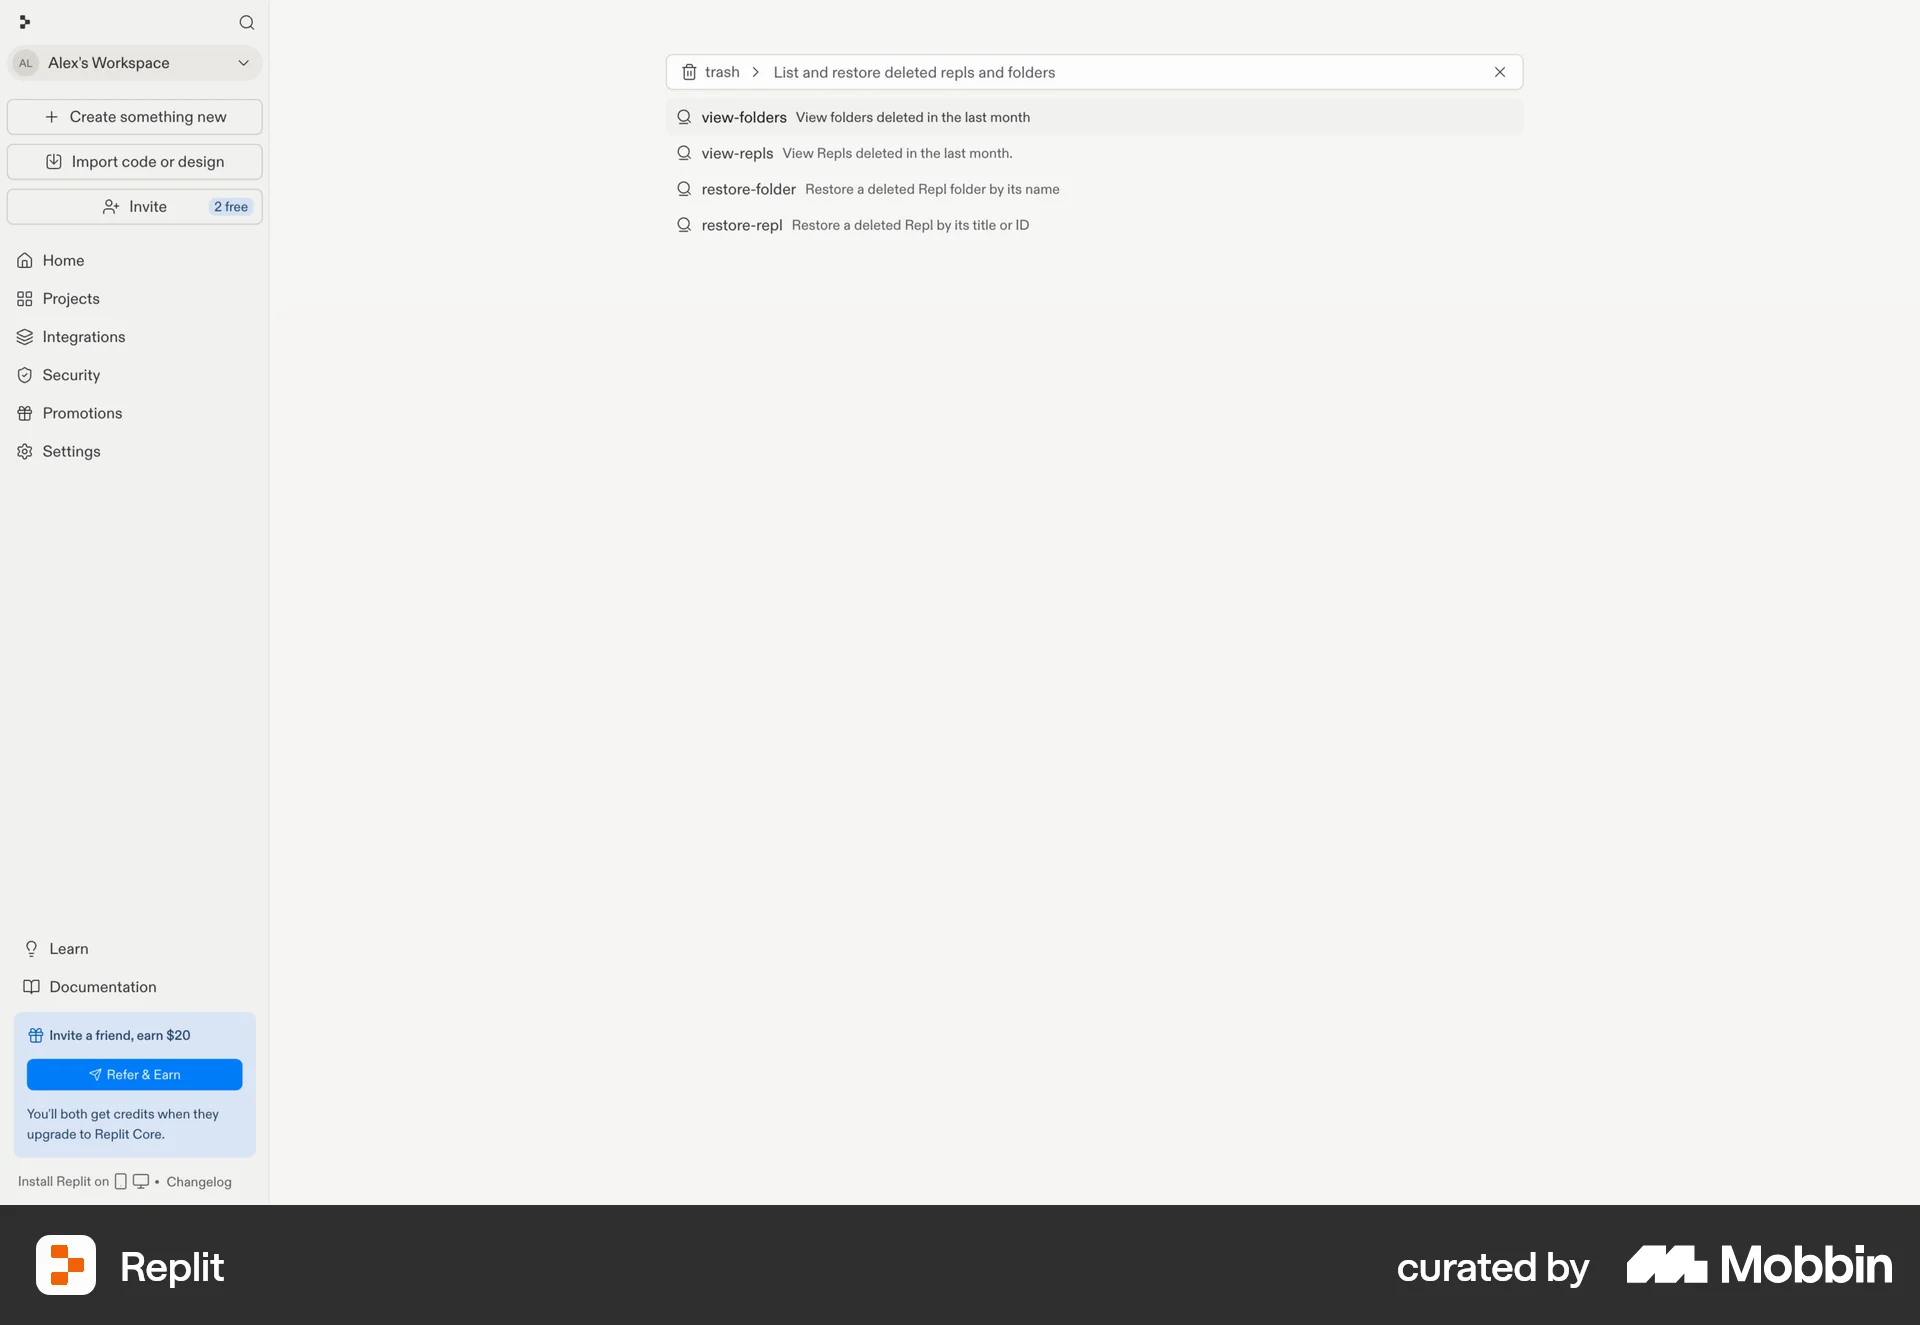 AL Alex's Workspace
Create something new
Import code or design
Invite 2 free
Home
Projects
Integrations
Security
Promotions
Settings
Learn
Documentation
Invite a friend, earn $20
Refer & Earn
You'll both get credits when they
upgrade to Replit Core.
Install Replit on • Changelog
trash List and restore deleted repls and folders
view-folders View folders deleted in the last month
view-repls View Repls deleted in the last month.
restore-folder Restore a deleted Repl folder by its name
restore-repl Restore a deleted Repl by its title or ID
Replit
curated by Mobbin